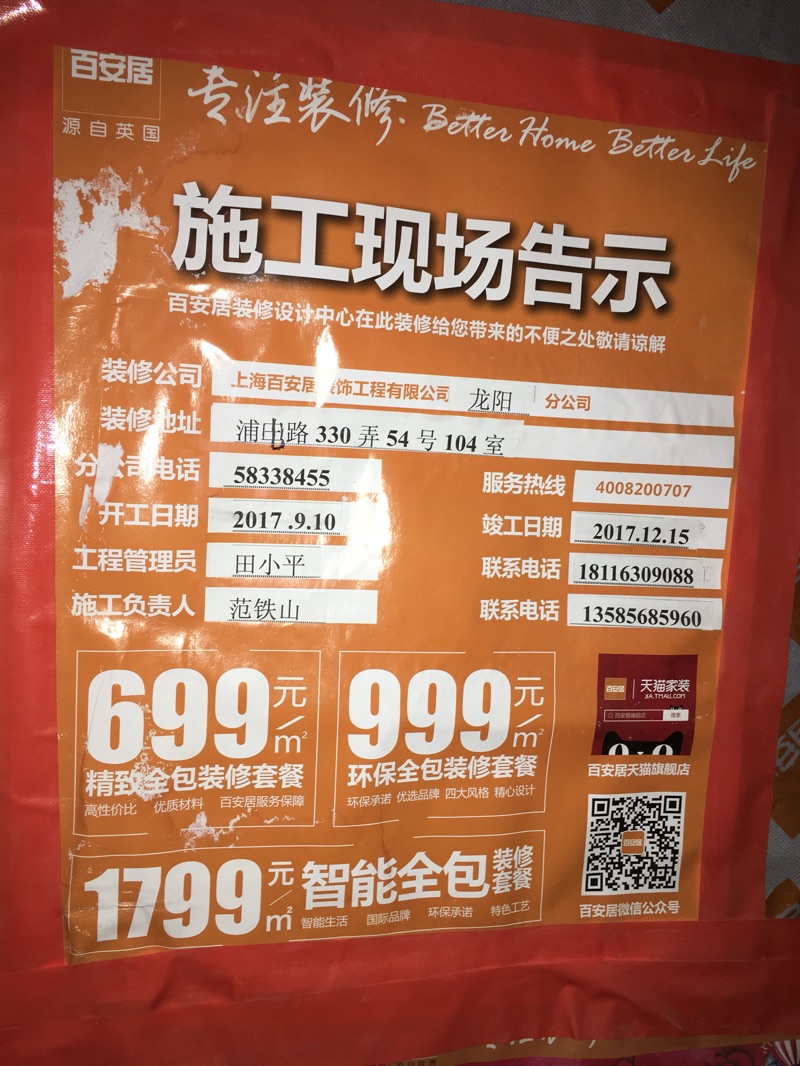 百安居
源自英国
专注装修. Better Home Better Life
施工现场告示
百安居装修设计中心在此装修给您带来的不便之处敬请谅解
装修公司 上海百安居装饰工程有限公司 龙阳 分公司
装修地址 浦电路 330 弄 54 号 104 室
分公司电话 58338455 服务热线 4008200707
开工日期 2017 .9.10 竣工日期 2017.12.15
工程管理员 田小平 联系电话 18116309088
施工负责人 范铁山 联系电话 13585685960
699元/㎡
精致全包装修套餐
高性价比 优质材料 百安居服务保障
999元/㎡
环保全包装修套餐
环保承诺 优选品牌 四大风格 精心设计
百安居 天猫家装
JIA.TMALL.COM
百安居旗舰店 搜索
百安居天猫旗舰店
1799元/㎡ 智能全包装修套餐
智能生活 国际品牌 环保承诺 特色工艺
百安居
百安居微信公众号